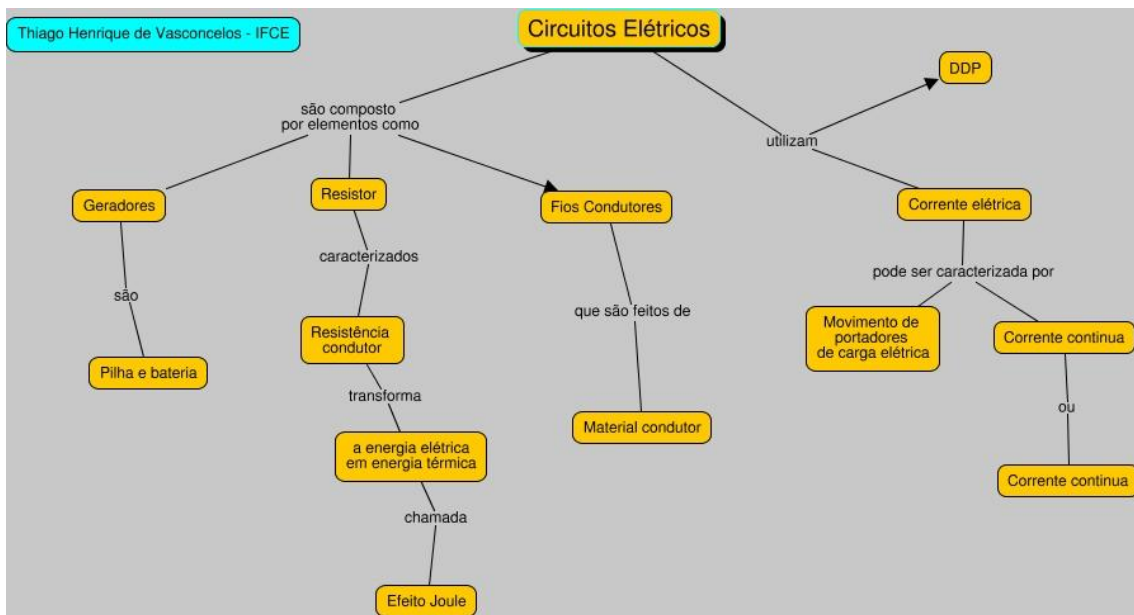 Thiago Henrique de Vasconcelos - IFCE
Circuitos Elétricos
DDP
são composto
por elementos como
utilizam
Geradores
Resistor
Fios Condutores
Corrente elétrica
caracterizados
pode ser caracterizada por
são
que são feitos de
Resistência
condutor
Movimento de
portadores
de carga elétrica
Corrente continua
Pilha e bateria
transforma
ou
Material condutor
a energia elétrica
em energia térmica
Corrente continua
chamada
Efeito Joule